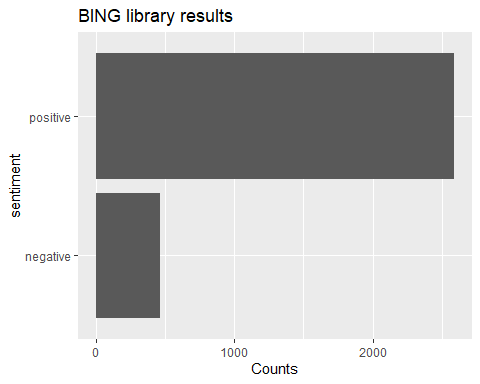 BING library results
positive
negative
sentiment
0 1000 2000
Counts